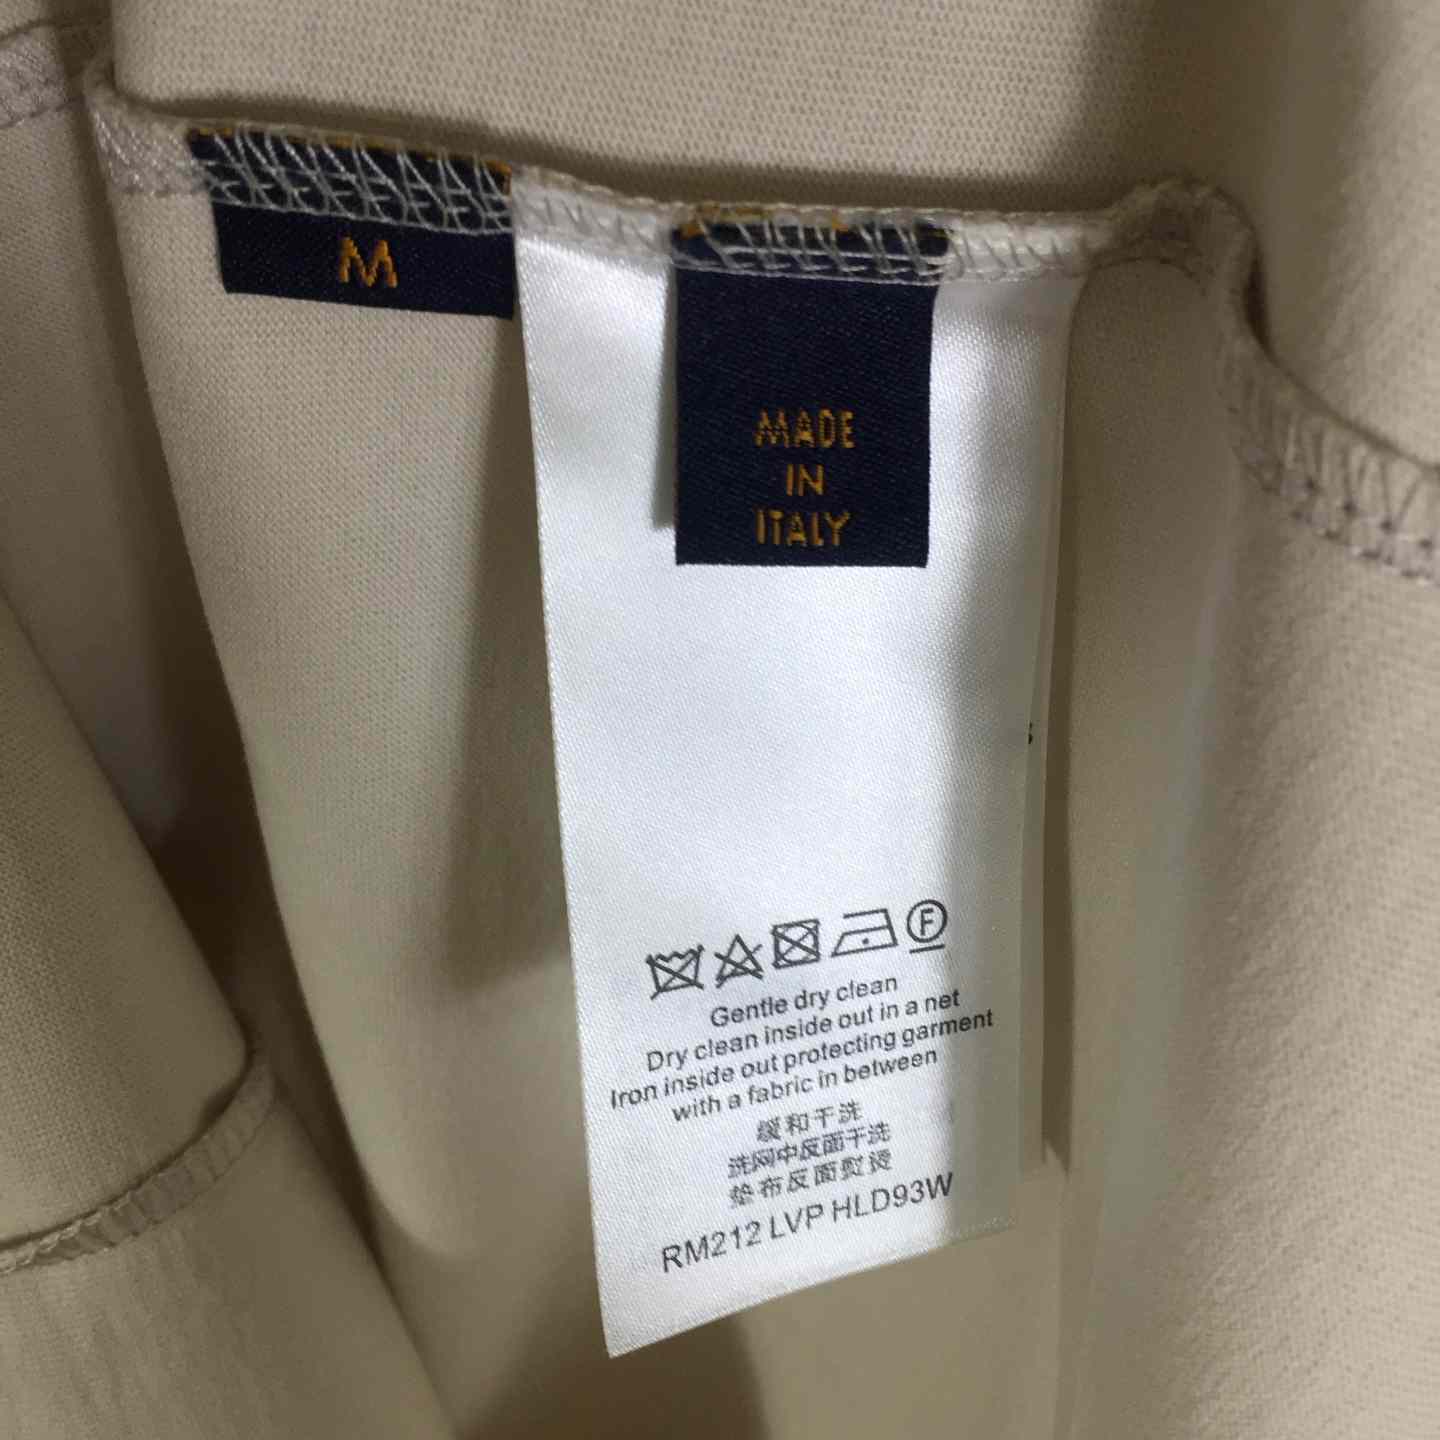 M
MADE
IN
ITALY
F
Gentle dry clean
Dry clean inside out in a net
Iron inside out protecting garment
with a fabric in between
缓和干洗
洗网中反面干洗
垫布反面熨烫
RM212 LVP HLD93W